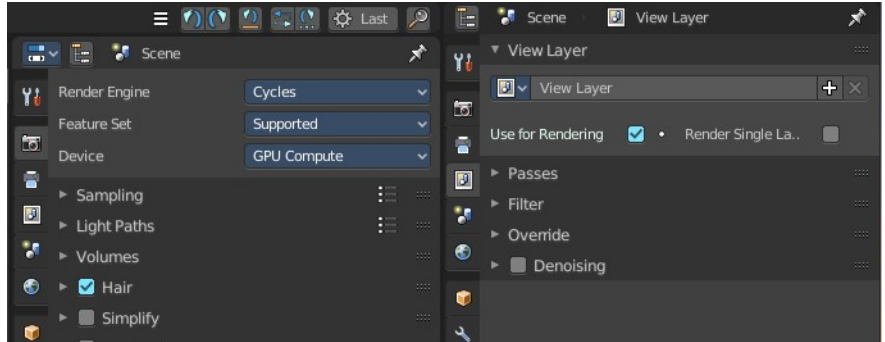 Last
Scene
Render Engine Cycles
Feature Set Supported
Device GPU Compute
Sampling
Light Paths
Volumes
Hair
Simplify
Scene View Layer
View Layer
View Layer
Use for Rendering Render Single La..
Passes
Filter
Override
Denoising